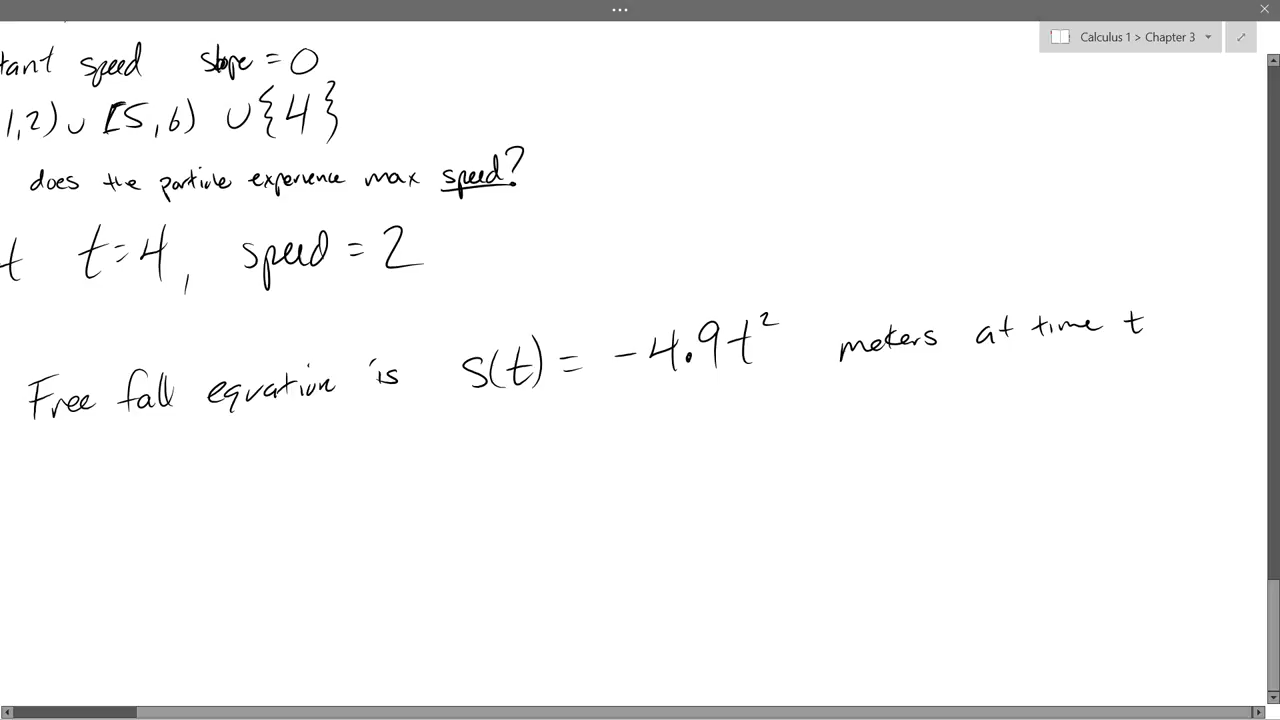 Calculus 1 > Chapter 3
tant speed slope = 0
1,2) ∪ [5,6) ∪ {4}
does the particle experience max speed?
t t=4, speed = 2
Free fall equation is s(t) = -4.9t² meters at time t